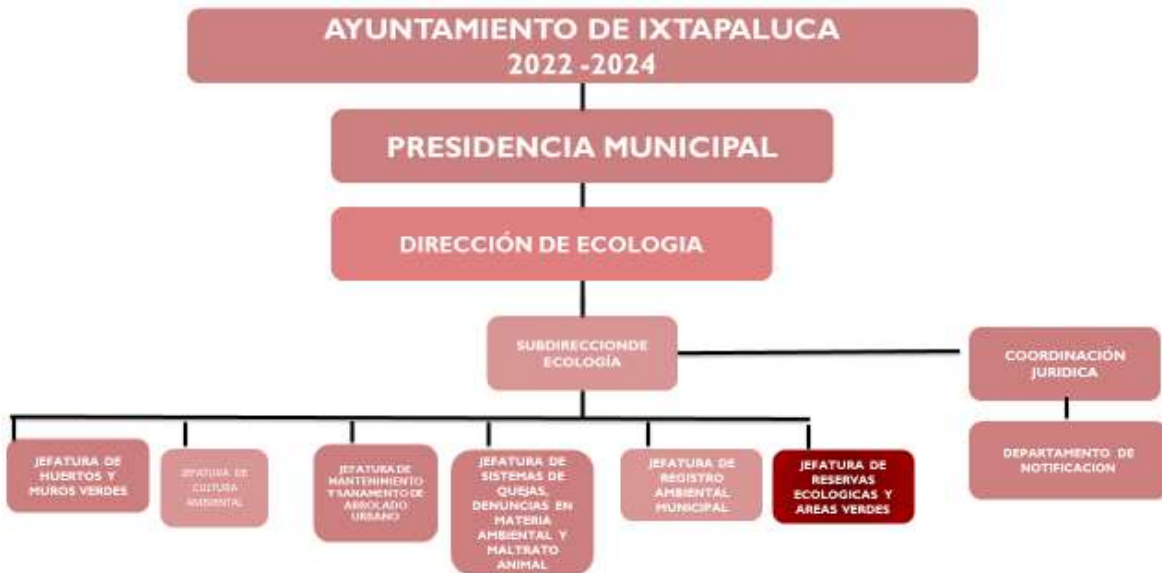 AYUNTAMIENTO DE IXTAPALUCA
2022 -2024
PRESIDENCIA MUNICIPAL
DIRECCIÓN DE ECOLOGIA
SUBDIRECCIONDE
ECOLOGÍA
COORDINACIÓN
JURIDICA
JEFATURA DE
HUERTOS Y
MUROS VERDES
JEFATURA DE
CULTURA
AMBIENTAL
JEFATURA DE
MANTENIMIENTO
Y SANAMENTO DE
ARBOLADO
URBANO
JEFATURA DE
SISTEMAS DE
QUEJAS,
DENUNCIAS EN
MATERIA
AMBIENTAL Y
MALTRATO
ANIMAL
JEFATURA DE
REGISTRO
AMBIENTAL
MUNICIPAL
JEFATURA DE
RESERVAS
ECOLOGICAS Y
AREAS VERDES
DEPARTAMENTO DE
NOTIFICACION